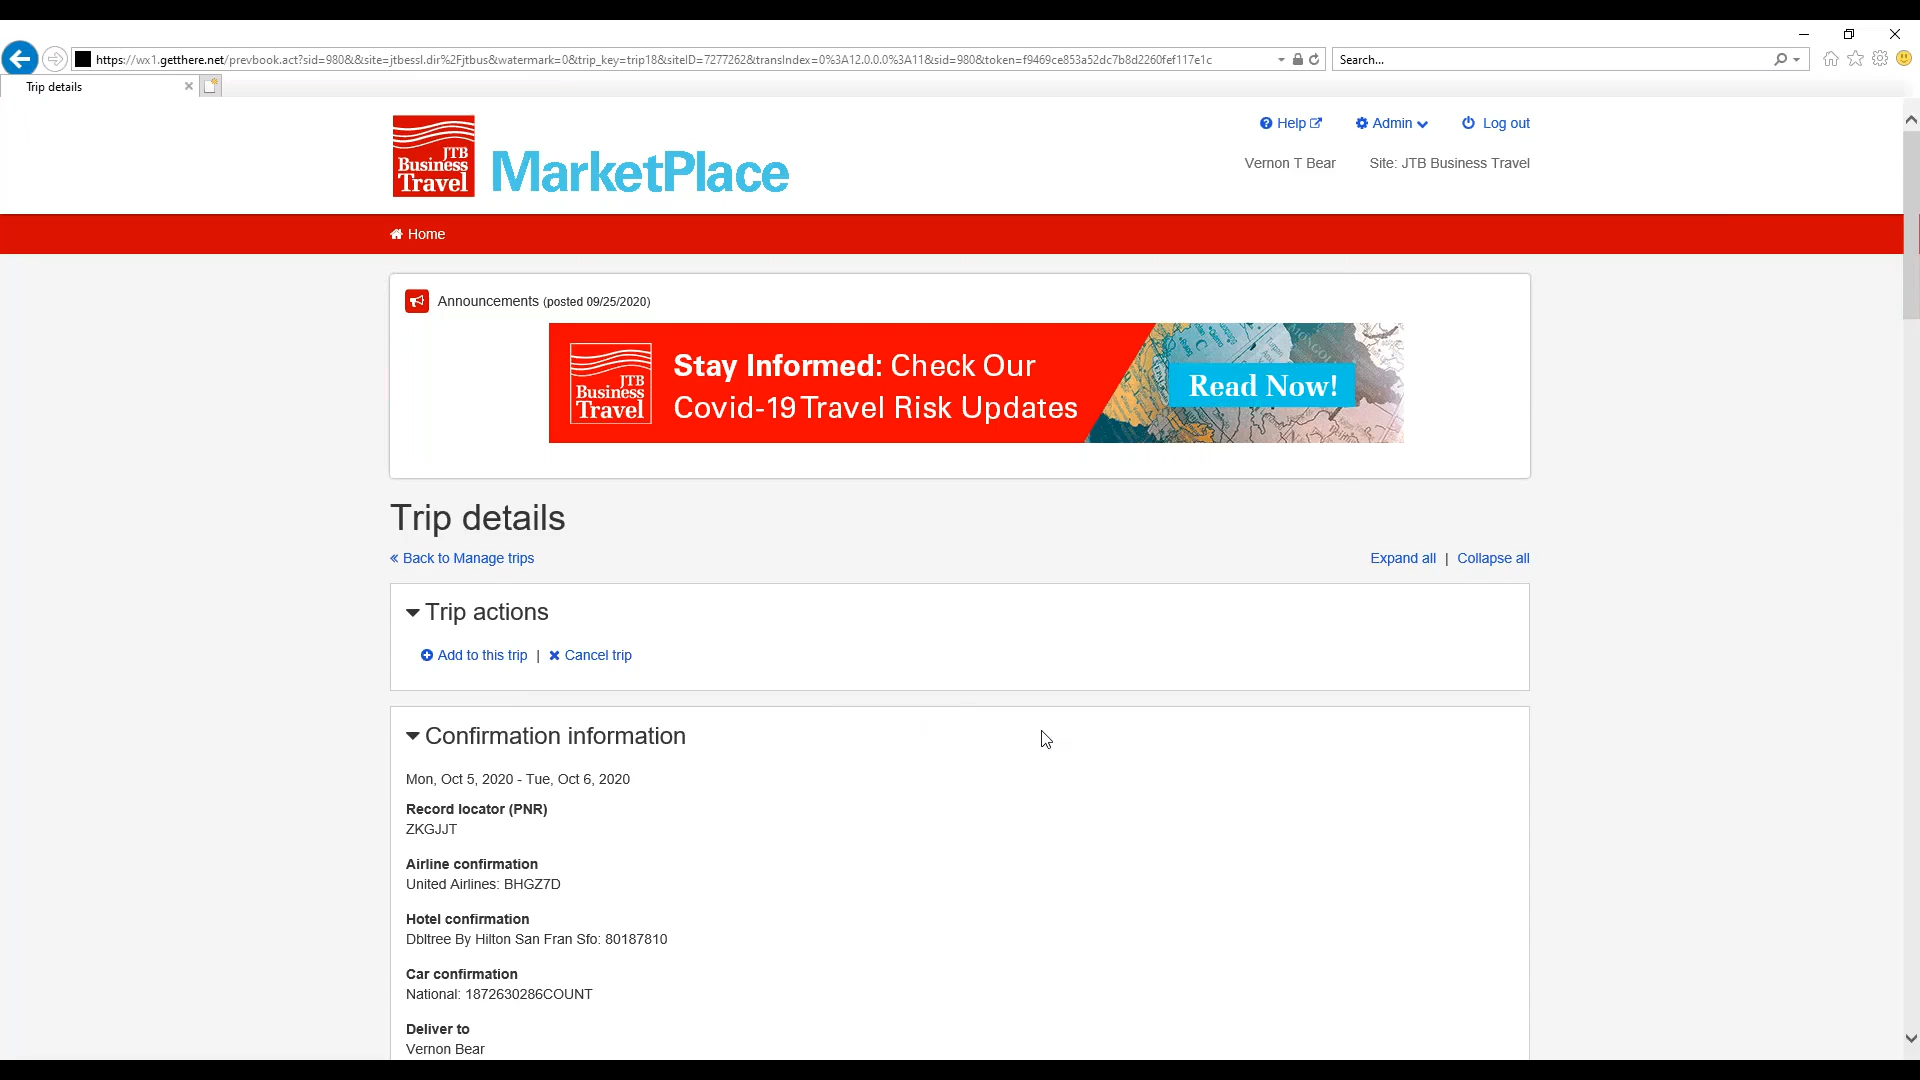 https://wx1.getthere.net/prevbook.act?sid=980&&site=jtbessl.dir%2Fjtbus&watermark=0&trip_key=trip18&siteID=7277262&transIndex=0%3A12.0.0.0%3A11&sid=980&token=f9469ce853a52dc7b8d2260fef117e1c
Search...
Trip details
Help
Admin
Log out
JTB
Business
Travel
MarketPlace
Vernon T Bear
Site: JTB Business Travel
Home
Announcements (posted 09/25/2020)
JTB
Business
Travel
Stay Informed: Check Our
Covid-19 Travel Risk Updates
Read Now!
Trip details
« Back to Manage trips
Expand all | Collapse all
Trip actions
Add to this trip | Cancel trip
Confirmation information
Mon, Oct 5, 2020 - Tue, Oct 6, 2020
Record locator (PNR)
ZKGJJT
Airline confirmation
United Airlines: BHGZ7D
Hotel confirmation
Dbltree By Hilton San Fran Sfo: 80187810
Car confirmation
National: 1872630286COUNT
Deliver to
Vernon Bear